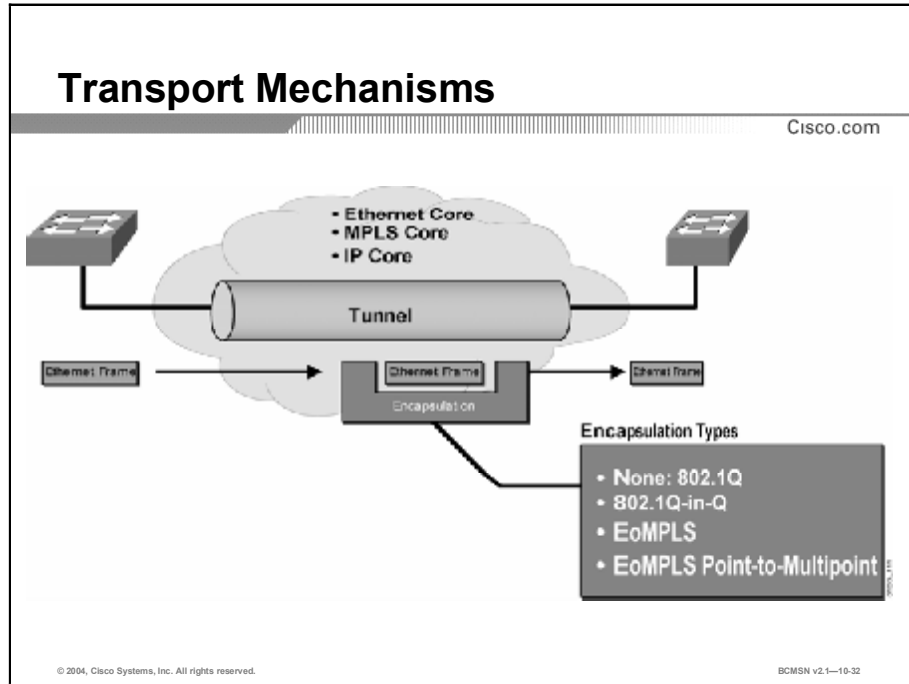 Transport Mechanisms
Cisco.com
• Ethernet Core
• MPLS Core
• IP Core
Tunnel
Ethernet Frame
Ethernet Frame
Ethernet Frame
Encapsulation
Encapsulation Types
• None: 802.1Q
• 802.1Q-in-Q
• EoMPLS
• EoMPLS Point-to-Multipoint
© 2004, Cisco Systems, Inc. All rights reserved.
BCMSN v2.1—10-32